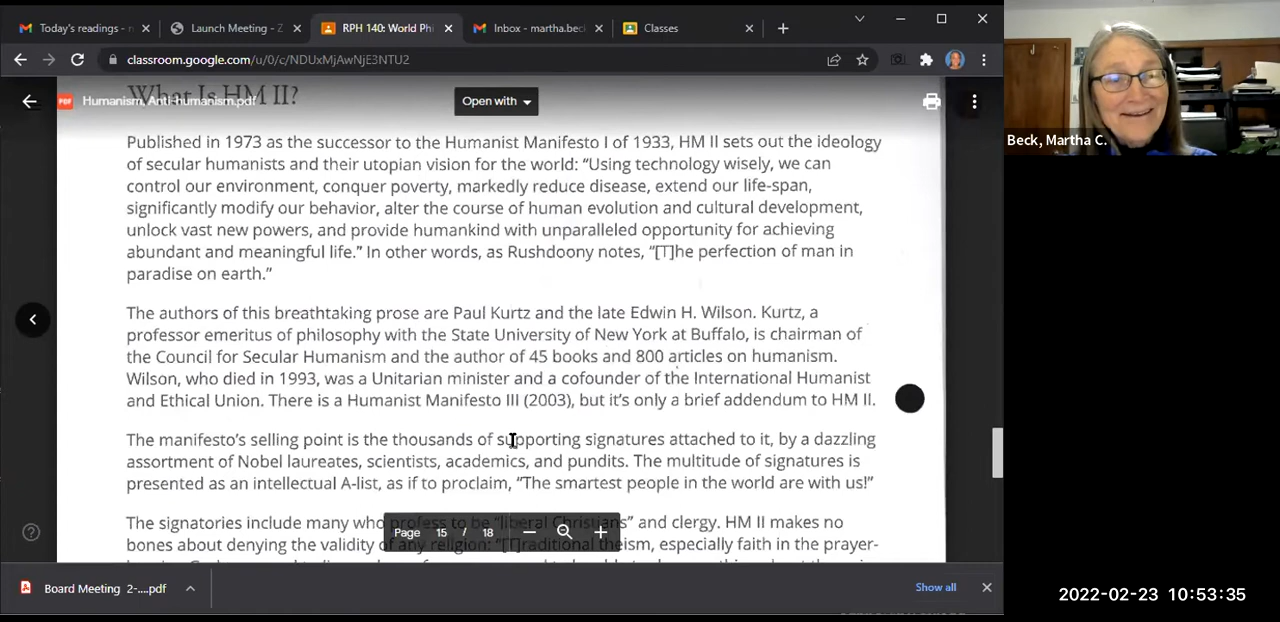 Today's readings - r
Launch Meeting - Z
RPH 140: World Phi
Inbox - martha.beck
Classes
classroom.google.com/u/0/c/NDUxMjAwNjE3NTU2
What Is HM II?
PDF
Humanism, Anti-humanism.pdf
Open with
Published in 1973 as the successor to the Humanist Manifesto I of 1933, HM II sets out the ideology
of secular humanists and their utopian vision for the world: “Using technology wisely, we can
control our environment, conquer poverty, markedly reduce disease, extend our life-span,
significantly modify our behavior, alter the course of human evolution and cultural development,
unlock vast new powers, and provide humankind with unparalleled opportunity for achieving
abundant and meaningful life.” In other words, as Rushdoony notes, “[T]he perfection of man in
paradise on earth.”
The authors of this breathtaking prose are Paul Kurtz and the late Edwin H. Wilson. Kurtz, a
professor emeritus of philosophy with the State University of New York at Buffalo, is chairman of
the Council for Secular Humanism and the author of 45 books and 800 articles on humanism.
Wilson, who died in 1993, was a Unitarian minister and a cofounder of the International Humanist
and Ethical Union. There is a Humanist Manifesto III (2003), but it's only a brief addendum to HM II.
The manifesto's selling point is the thousands of supporting signatures attached to it, by a dazzling
assortment of Nobel laureates, scientists, academics, and pundits. The multitude of signatures is
presented as an intellectual A-list, as if to proclaim, “The smartest people in the world are with us!”
The signatories include many who profess to be “liberal Christians” and clergy. HM II makes no
bones about denying the validity of any religion: “[T]raditional theism, especially faith in the prayer-
Page 15 / 18
Board Meeting 2-....pdf
Show all
Beck, Martha C.
2022-02-23 10:53:35